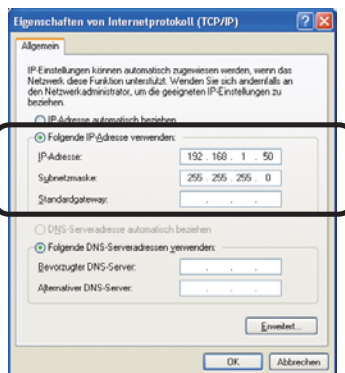 Eigenschaften von Internetprotokoll (TCP/IP)
Allgemein
IP-Einstellungen können automatisch zugewiesen werden, wenn das
Netzwerk diese Funktion unterstützt. Wenden Sie sich andernfalls an
den Netzwerkadministrator, um die geeigneten IP-Einstellungen zu
beziehen.
IP-Adresse automatisch beziehen
Folgende IP-Adresse verwenden:
IP-Adresse: 192 . 168 . 1 . 50
Subnetzmaske: 255 . 255 . 255 . 0
Standardgateway: . . .
DNS-Serveradresse automatisch beziehen
Folgende DNS-Serveradressen verwenden:
Bevorzugter DNS-Server: . . .
Alternativer DNS-Server: . . .
Erweitert...
OK Abbrechen